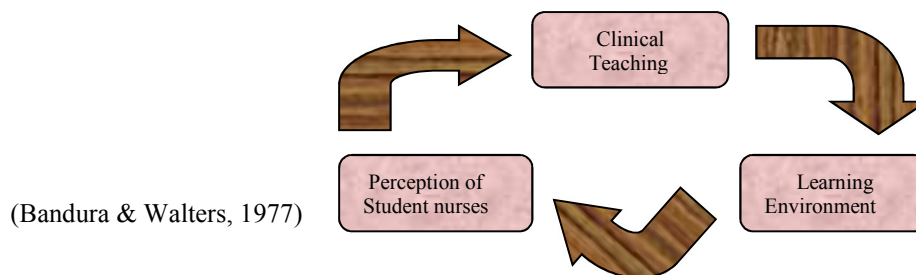 Clinical
Teaching
Perception of
Student nurses
Learning
Environment
(Bandura & Walters, 1977)